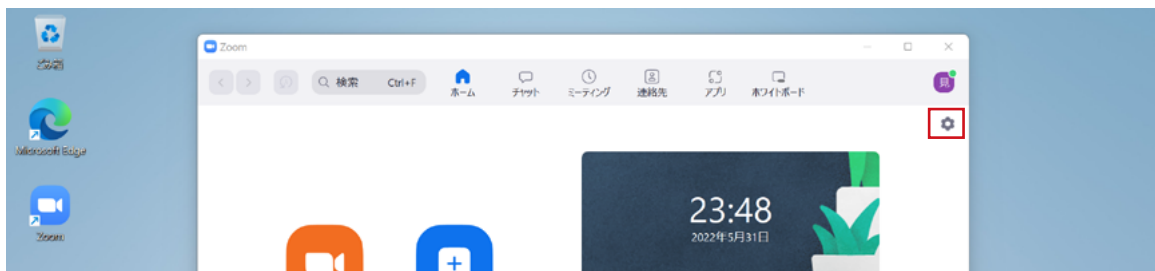 ごみ箱
Microsoft Edge
Zoom
Zoom
検索 Ctrl+F
ホーム
チャット
ミーティング
連絡先
アプリ
ホワイトボード
見
23:48
2022年5月31日